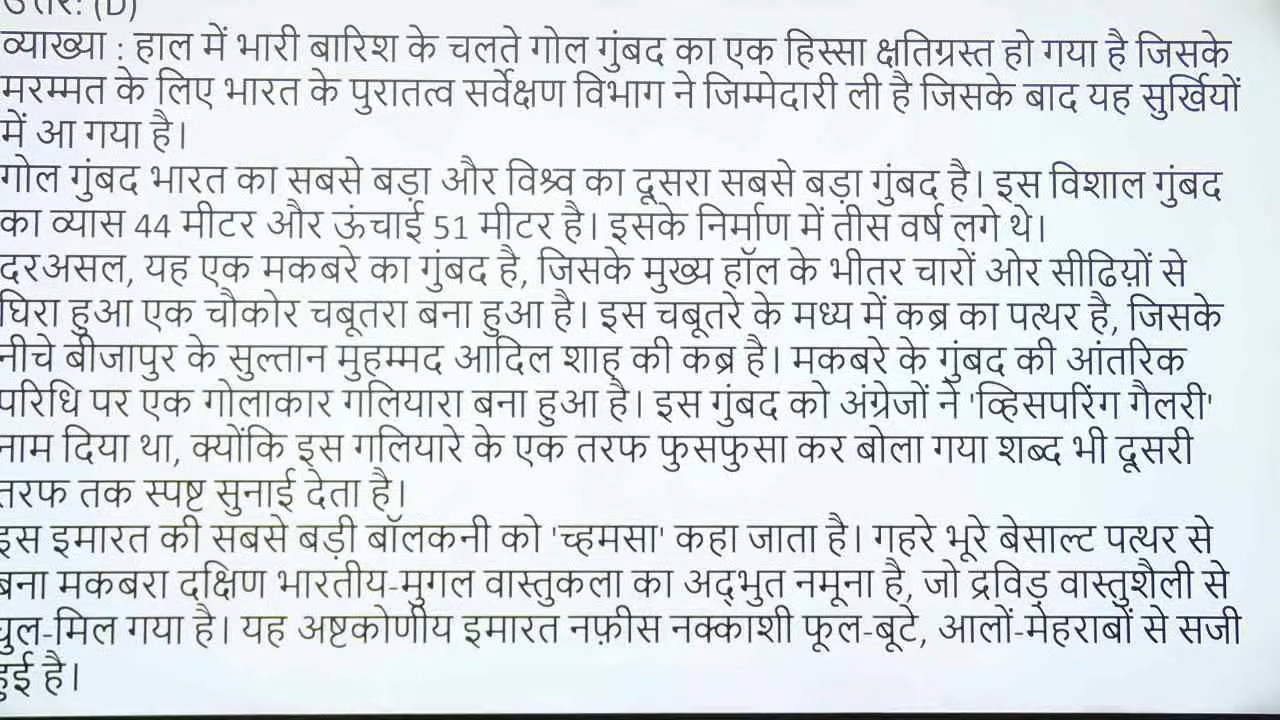 उत्तर: (D)
व्याख्या : हाल में भारी बारिश के चलते गोल गुंबद का एक हिस्सा क्षतिग्रस्त हो गया है जिसके
मरम्मत के लिए भारत के पुरातत्व सर्वेक्षण विभाग ने जिम्मेदारी ली है जिसके बाद यह सुर्खियों
में आ गया है।
गोल गुंबद भारत का सबसे बड़ा और विश्व का दूसरा सबसे बड़ा गुंबद है। इस विशाल गुंबद
का व्यास 44 मीटर और ऊंचाई 51 मीटर है। इसके निर्माण में तीस वर्ष लगे थे।
दरअसल, यह एक मकबरे का गुंबद है, जिसके मुख्य हॉल के भीतर चारों ओर सीढि़यों से
घिरा हुआ एक चौकोर चबूतरा बना हुआ है। इस चबूतरे के मध्य में कब्र का पत्थर है, जिसके
नीचे बीजापुर के सुल्तान मुहम्मद आदिल शाह की कब्र है। मकबरे के गुंबद की आंतरिक
परिधि पर एक गोलाकार गलियारा बना हुआ है। इस गुंबद को अंग्रेजों ने 'व्हिसपरिंग गैलरी'
नाम दिया था, क्योंकि इस गलियारे के एक तरफ फुसफुसा कर बोला गया शब्द भी दूसरी
तरफ तक स्पष्ट सुनाई देता है।
इस इमारत की सबसे बड़ी बॉलकनी को 'च्हमसा' कहा जाता है। गहरे भूरे बेसाल्ट पत्थर से
बना मकबरा दक्षिण भारतीय-मुगल वास्तुकला का अद्भुत नमूना है, जो द्रविड़ वास्तुशैली से
घुल-मिल गया है। यह अष्टकोणीय इमारत नफ़ीस नक्काशी फूल-बूटे, आलों-मेहराबों से सजी
हुई है।